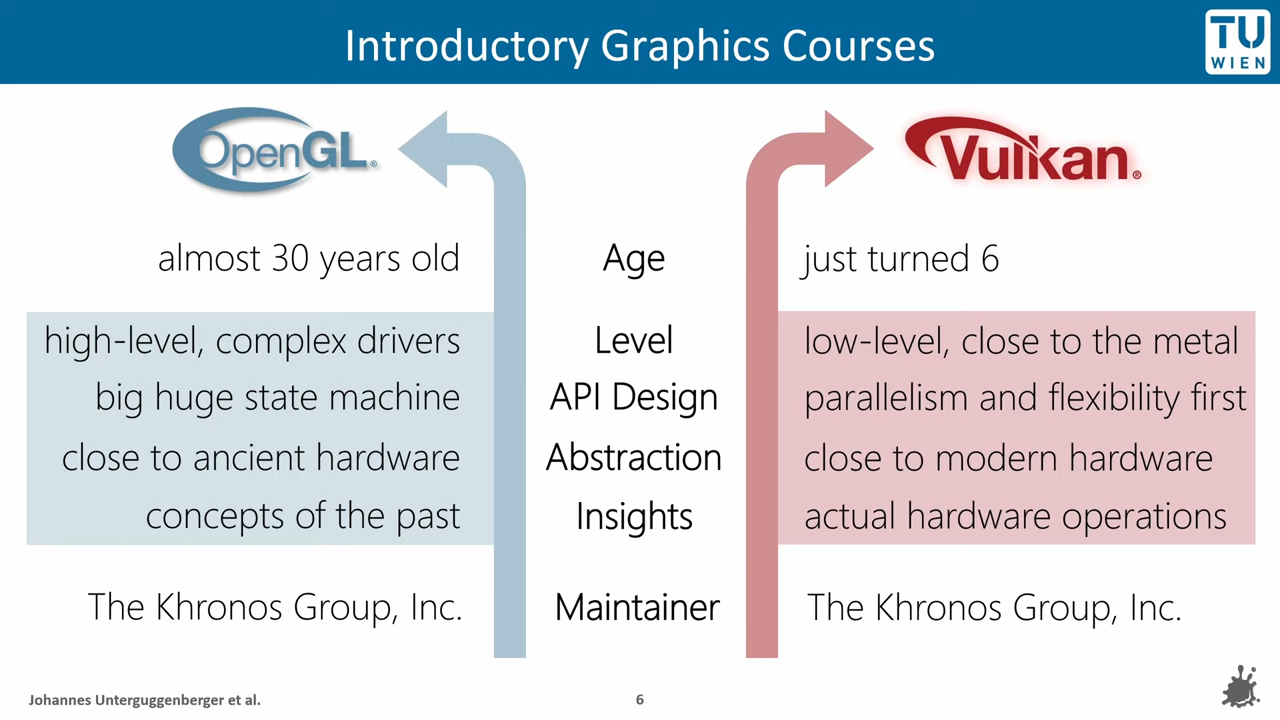 Introductory Graphics Courses
TU
WIEN
OpenGL®
Vulkan®
almost 30 years old Age just turned 6
high-level, complex drivers Level low-level, close to the metal
big huge state machine API Design parallelism and flexibility first
close to ancient hardware Abstraction close to modern hardware
concepts of the past Insights actual hardware operations
The Khronos Group, Inc. Maintainer The Khronos Group, Inc.
Johannes Unterguggenberger et al. 6